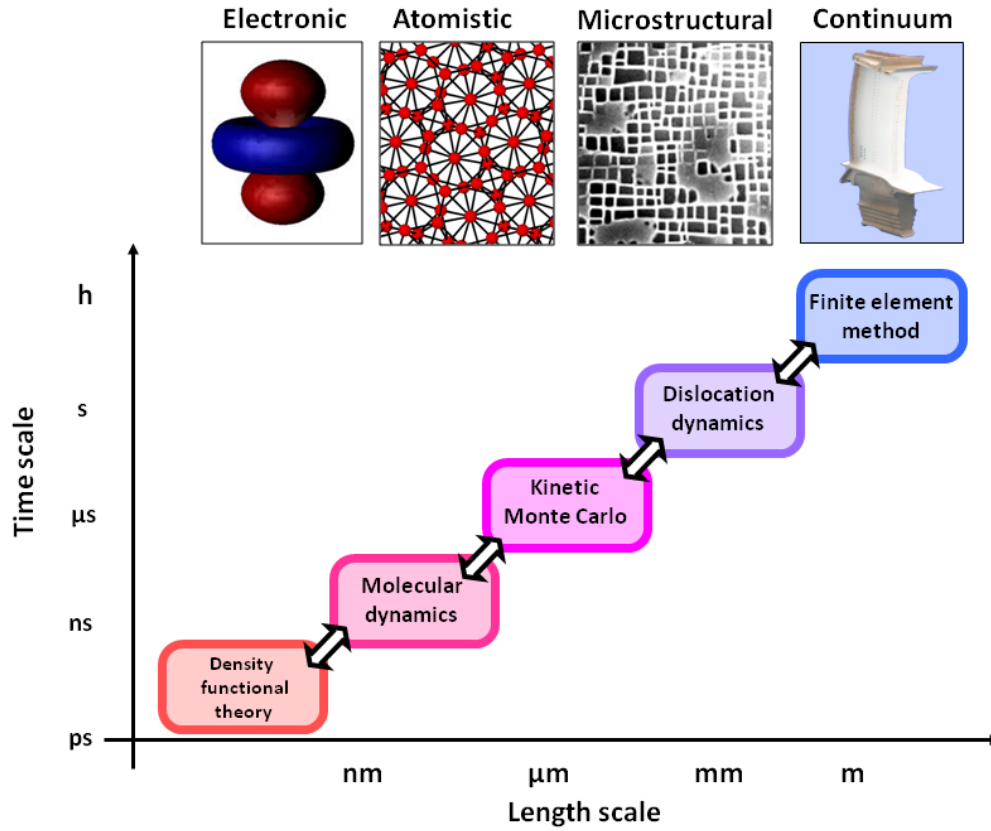 Electronic
Atomistic
Microstructural
Continuum
h
s
μs
ns
ps
Time scale
Finite element
method
Dislocation
dynamics
Kinetic
Monte Carlo
Molecular
dynamics
Density
functional
theory
nm
μm
mm
m
Length scale